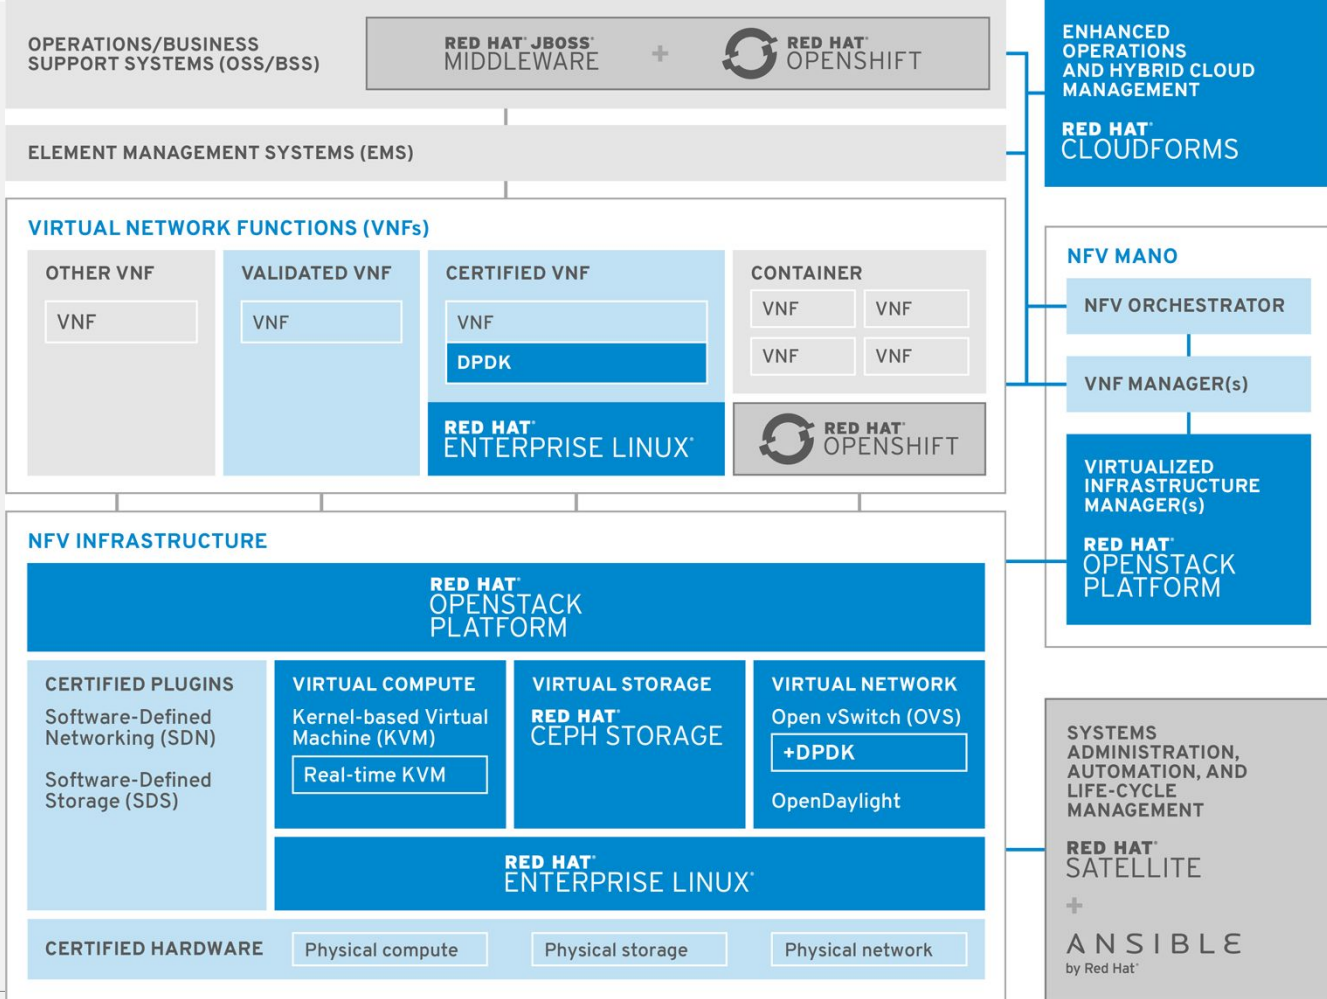 OPERATIONS/BUSINESS
SUPPORT SYSTEMS (OSS/BSS)
RED HAT® JBOSS®
MIDDLEWARE
+
RED HAT®
OPENSHIFT
ELEMENT MANAGEMENT SYSTEMS (EMS)
VIRTUAL NETWORK FUNCTIONS (VNFs)
OTHER VNF
VNF
VALIDATED VNF
VNF
CERTIFIED VNF
VNF
DPDK
RED HAT®
ENTERPRISE LINUX®
CONTAINER
VNF
VNF
VNF
VNF
RED HAT®
OPENSHIFT
NFV INFRASTRUCTURE
RED HAT®
OPENSTACK
PLATFORM
CERTIFIED PLUGINS
Software-Defined
Networking (SDN)
Software-Defined
Storage (SDS)
VIRTUAL COMPUTE
Kernel-based Virtual
Machine (KVM)
Real-time KVM
VIRTUAL STORAGE
RED HAT®
CEPH STORAGE
VIRTUAL NETWORK
Open vSwitch (OVS)
+DPDK
OpenDaylight
RED HAT®
ENTERPRISE LINUX®
CERTIFIED HARDWARE
Physical compute
Physical storage
Physical network
ENHANCED
OPERATIONS
AND HYBRID CLOUD
MANAGEMENT
RED HAT®
CLOUDFORMS
NFV MANO
NFV ORCHESTRATOR
VNF MANAGER(s)
VIRTUALIZED
INFRASTRUCTURE
MANAGER(s)
RED HAT®
OPENSTACK
PLATFORM
SYSTEMS
ADMINISTRATION,
AUTOMATION, AND
LIFE-CYCLE
MANAGEMENT
RED HAT®
SATELLITE
+
ANSIBLE
by Red Hat®